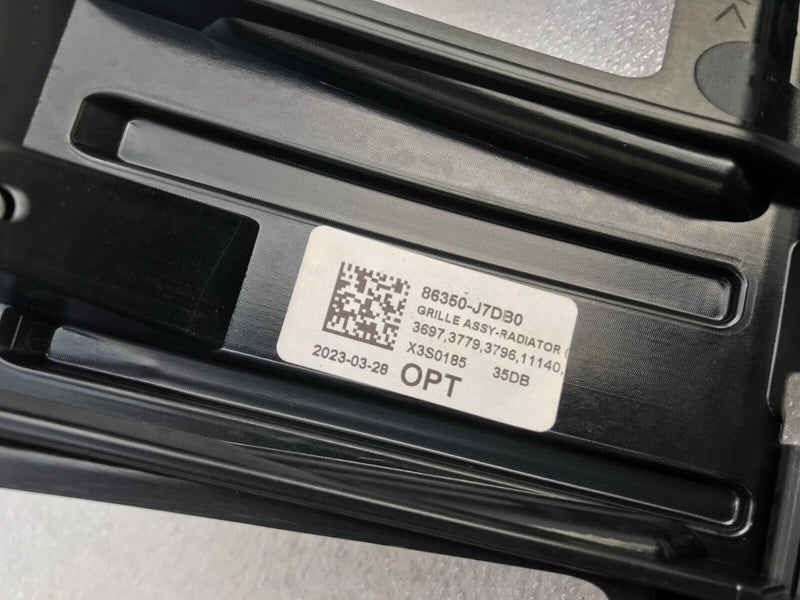 86350-J7DB0
GRILLE ASSY-RADIATOR (
3697,3779,3796,11140,
X3S0185 35DB
2023-03-28 OPT